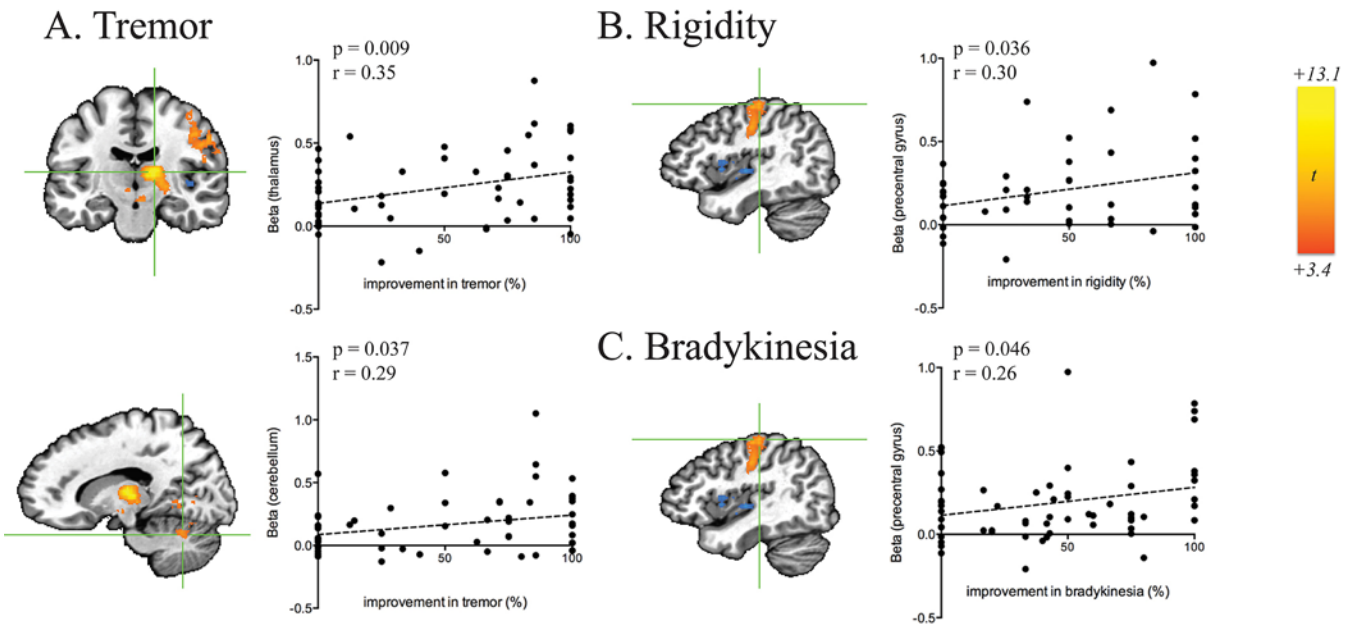 A. Tremor
p = 0.009
r = 0.35
1.0
0.5
0.0
-0.5
50
100
Beta (thalamus)
improvement in tremor (%)
B. Rigidity
p = 0.036
r = 0.30
1.0
0.5
0.0
-0.5
50
100
Beta (precentral gyrus)
improvement in rigidity (%)
+13.1
t
+3.4
p = 0.037
r = 0.29
1.5
1.0
0.5
0.0
-0.5
50
100
Beta (cerebellum)
improvement in tremor (%)
C. Bradykinesia
p = 0.046
r = 0.26
1.0
0.5
0.0
-0.5
50
100
Beta (precentral gyrus)
improvement in bradykinesia (%)